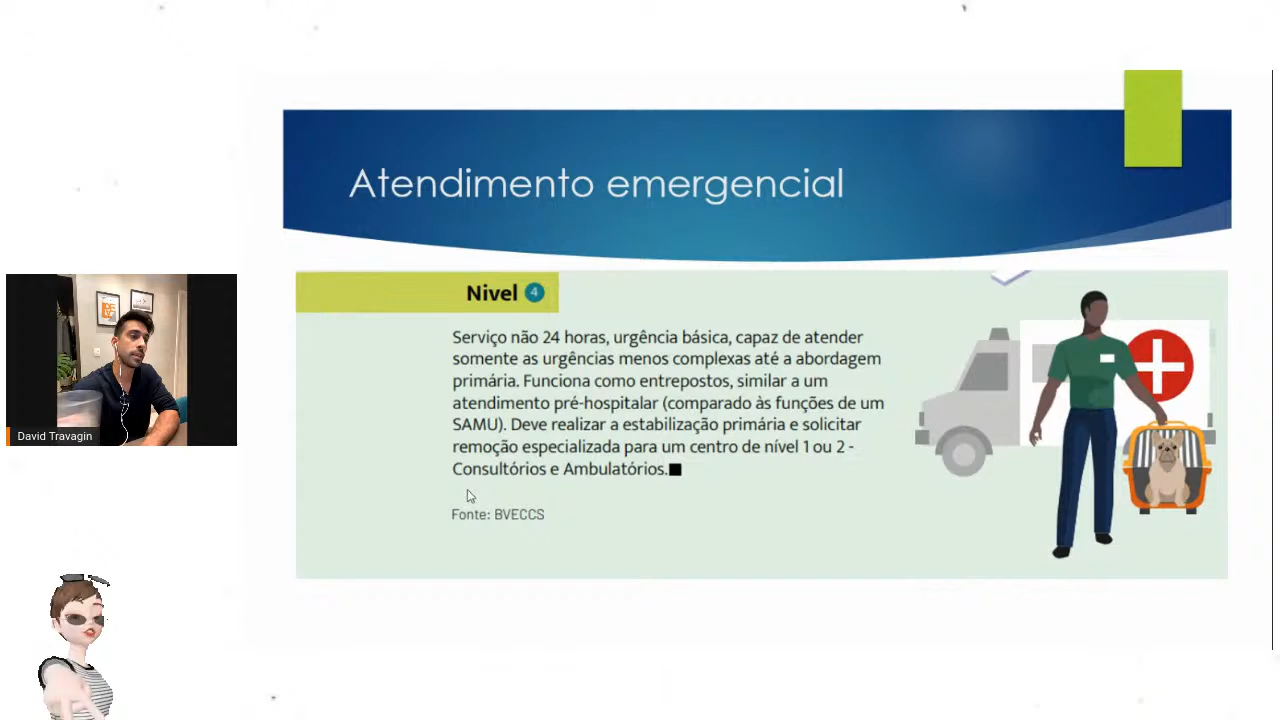 Atendimento emergencial
Nivel 4
Serviço não 24 horas, urgência básica, capaz de atender
somente as urgências menos complexas até a abordagem
primária. Funciona como entrepostos, similar a um
atendimento pré-hospitalar (comparado às funções de um
SAMU). Deve realizar a estabilização primária e solicitar
remoção especializada para um centro de nível 1 ou 2 -
Consultórios e Ambulatórios.
Fonte: BVECCS
David Travagin